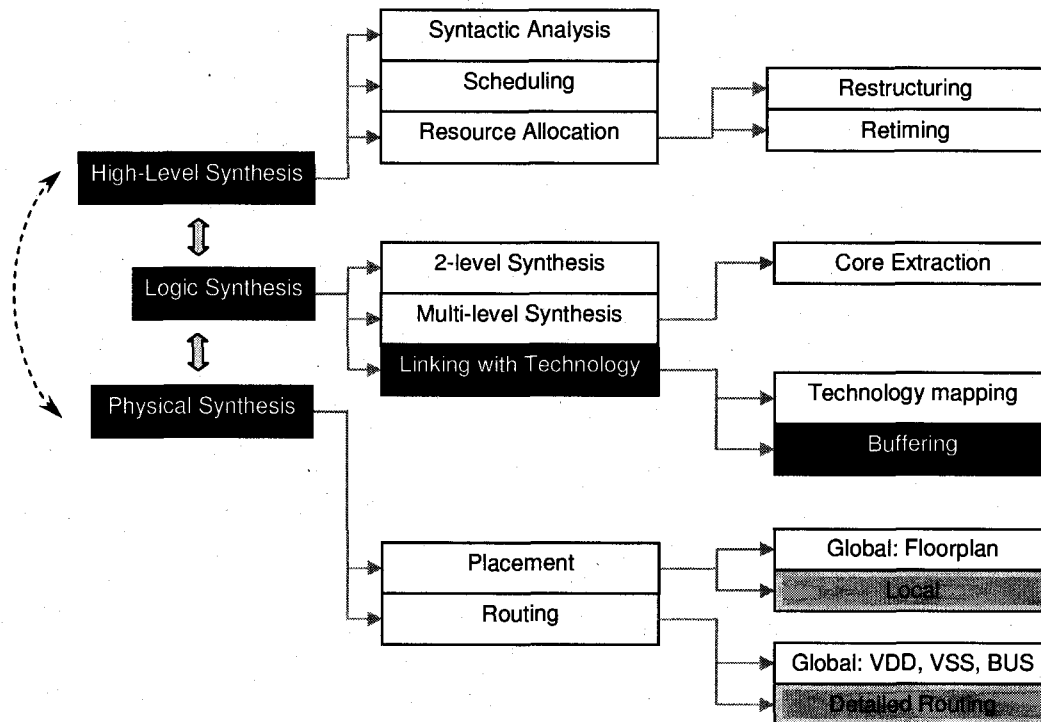 Syntactic Analysis
Scheduling
Resource Allocation
Restructuring
Retiming
High-Level Synthesis
Logic Synthesis
Physical Synthesis
2-level Synthesis
Multi-level Synthesis
Linking with Technology
Core Extraction
Technology mapping
Buffering
Placement
Routing
Global: Floorplan
Local
Global: VDD, VSS, BUS
Detailed Routing